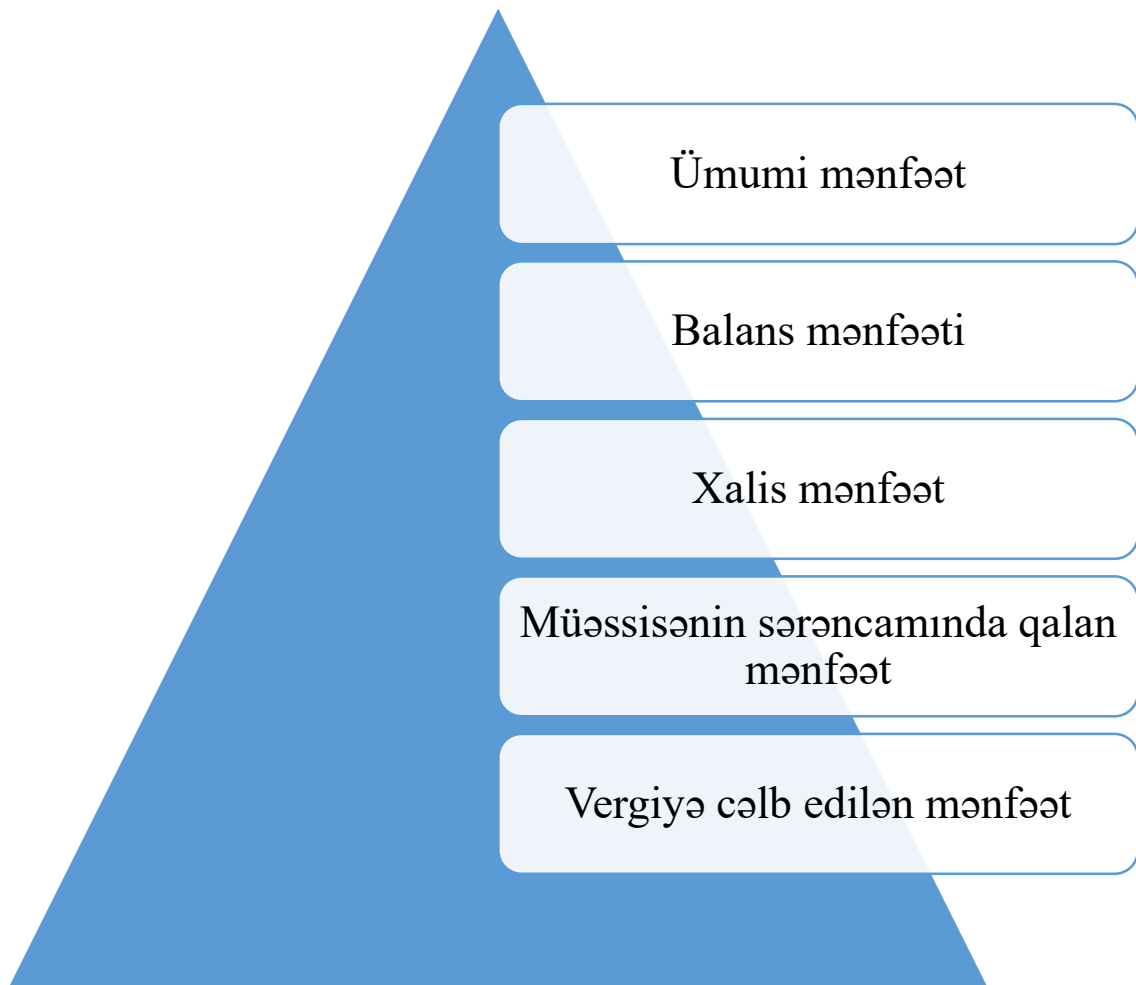 Ümumi mənfəət
Balans mənfəəti
Xalis mənfəət
Müəssisənin sərəncamında qalan
mənfəət
Vergiyə cəlb edilən mənfəət